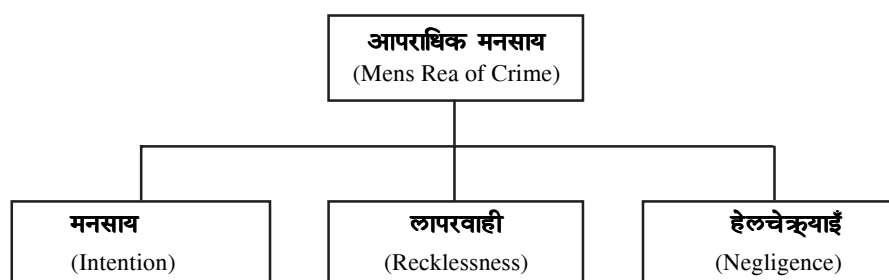 आपराधिक मनसाय
(Mens Rea of Crime)
मनसाय
(Intention)
लापरवाही
(Recklessness)
हेलचेक्र्याइँ
(Negligence)